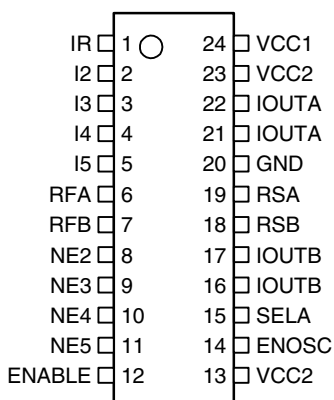 IR 1 24 VCC1
I2 2 23 VCC2
I3 3 22 IOUTA
I4 4 21 IOUTA
I5 5 20 GND
RFA 6 19 RSA
RFB 7 18 RSB
NE2 8 17 IOUTB
NE3 9 16 IOUTB
NE4 10 15 SELA
NE5 11 14 ENOSC
ENABLE 12 13 VCC2